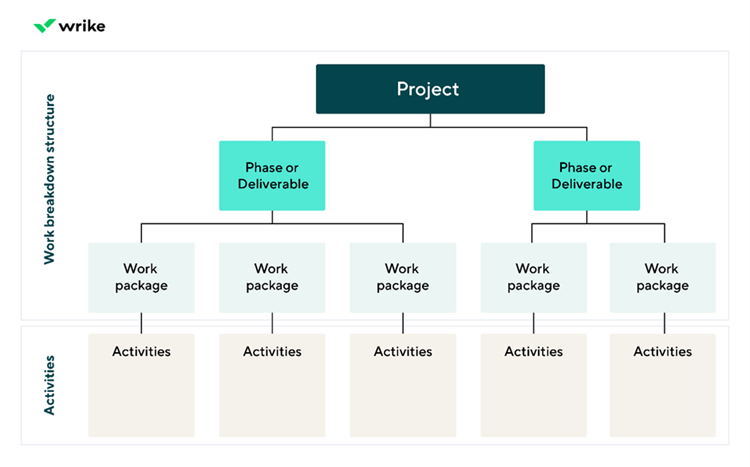 wrike
Work breakdown structure
Project
Phase or
Deliverable
Phase or
Deliverable
Work
package
Work
package
Work
package
Work
package
Work
package
Activities
Activities
Activities
Activities
Activities
Activities